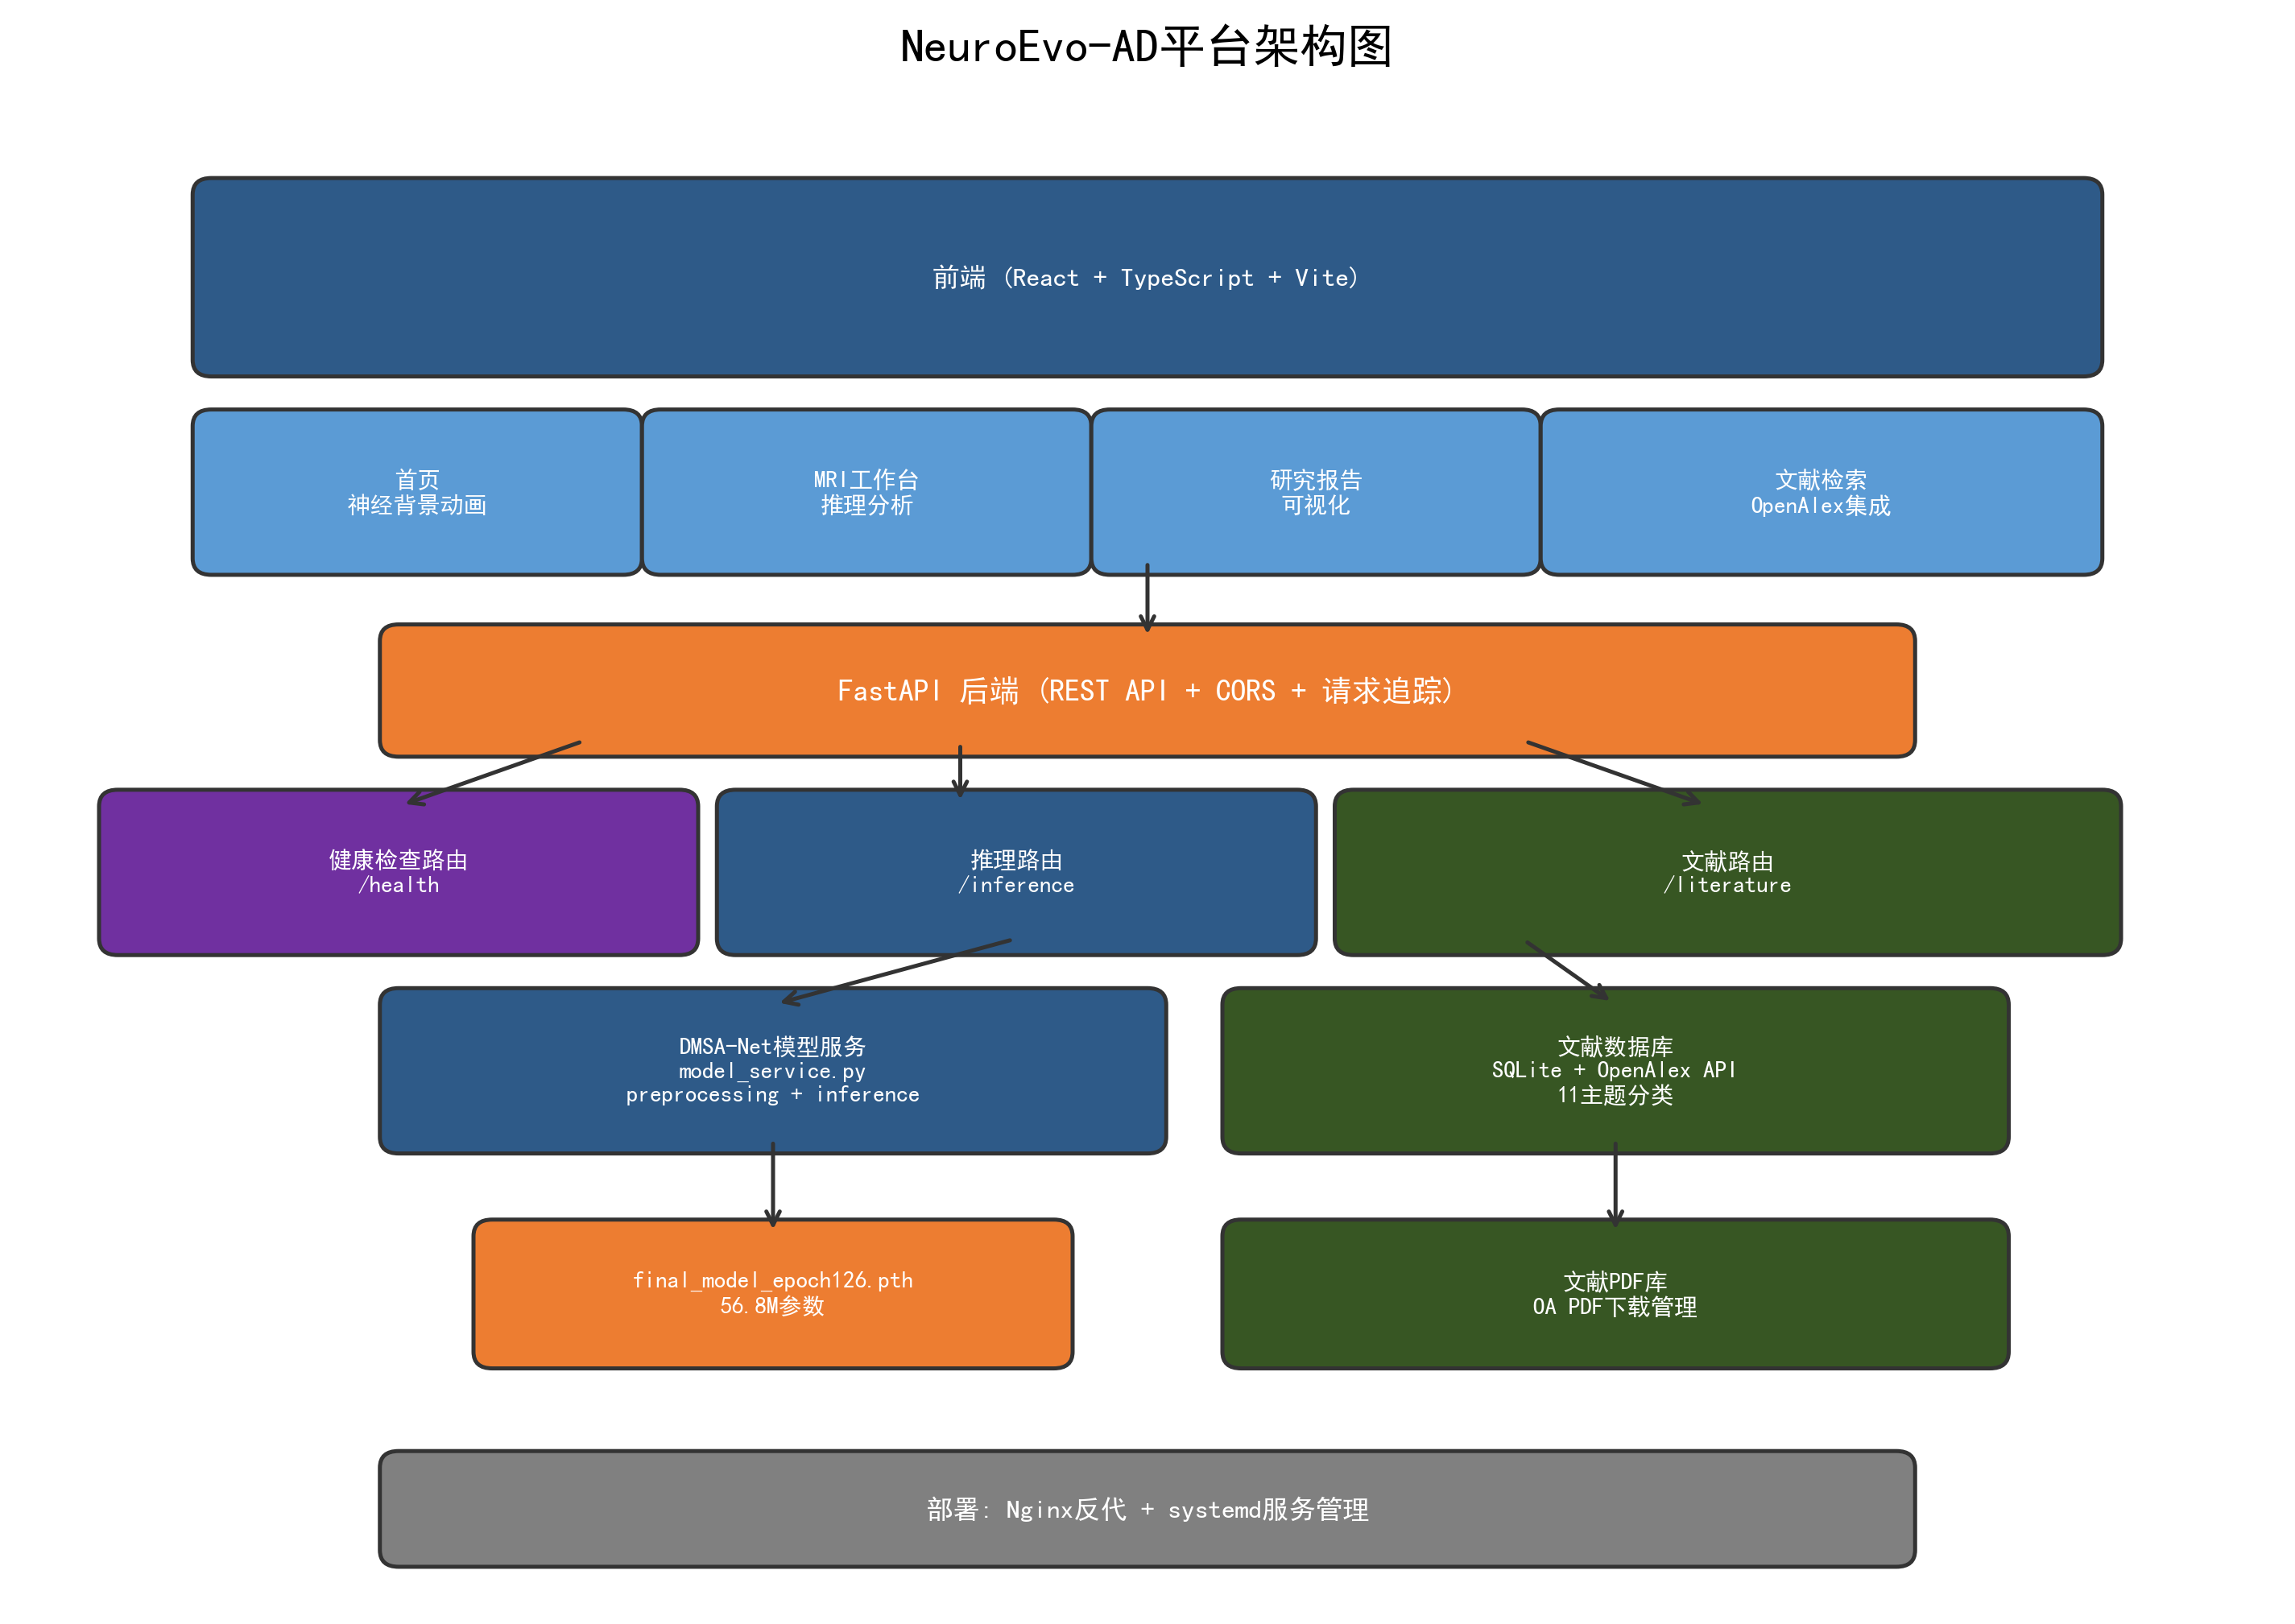 NeuroEvo-AD平台架构图
前端 (React + TypeScript + Vite)
首页
神经背景动画
MRI工作台
推理分析
研究报告
可视化
文献检索
OpenAlex集成
FastAPI 后端 (REST API + CORS + 请求追踪)
健康检查路由
/health
推理路由
/inference
文献路由
/literature
DMSA-Net模型服务
model_service.py
preprocessing + inference
文献数据库
SQLite + OpenAlex API
11主题分类
final_model_epoch126.pth
56.8M参数
文献PDF库
OA PDF下载管理
部署: Nginx反代 + systemd服务管理